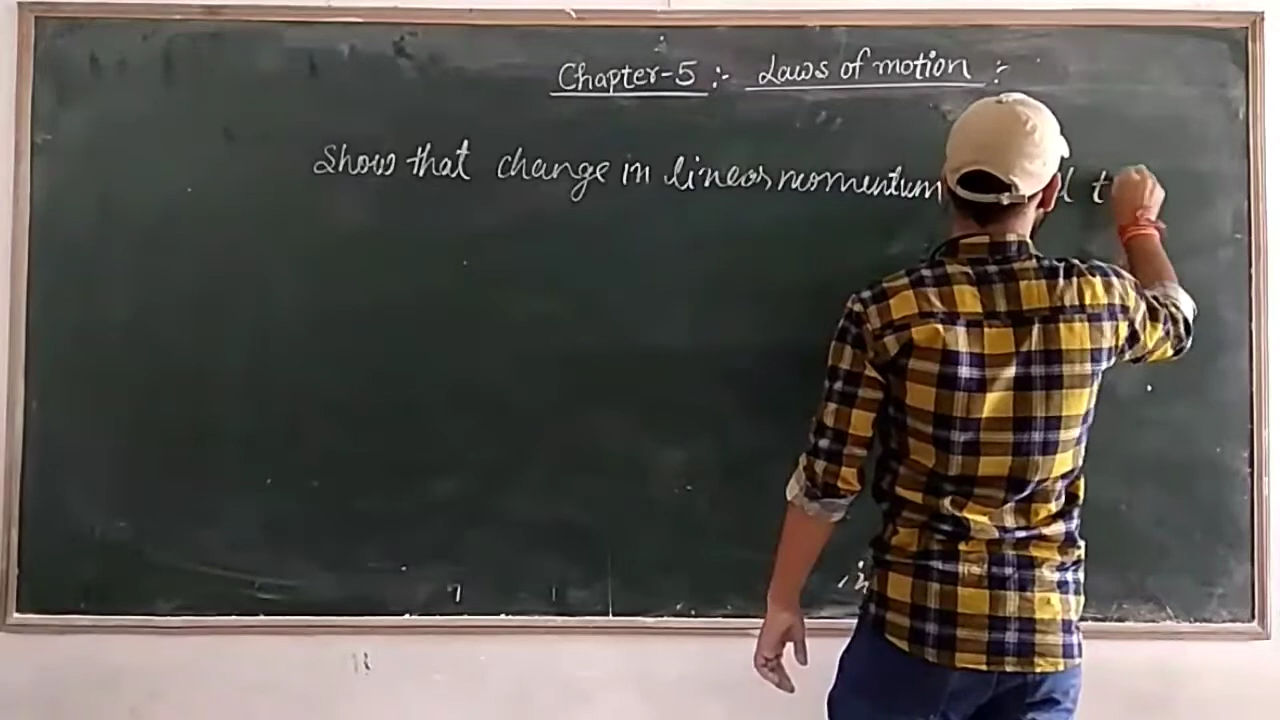 Chapter-5 :- Laws of motion :-
Show that change in linear momentum